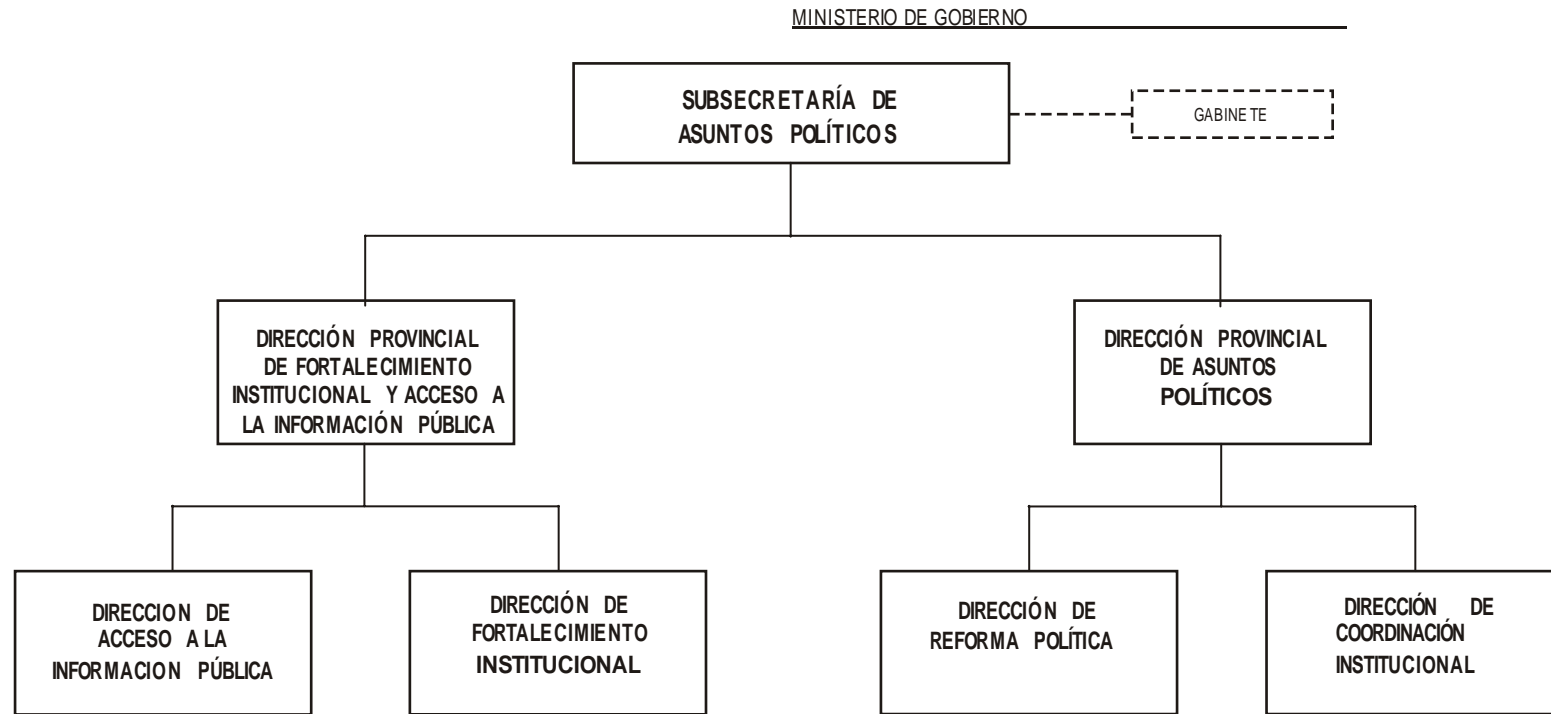 MINISTERIO DE GOBIERNO
SUBSECRETARÍA DE
ASUNTOS POLÍTICOS
GABINETE
DIRECCIÓN PROVINCIAL
DE FORTALECIMIENTO
INSTITUCIONAL Y ACCESO A
LA INFORMACIÓN PÚBLICA
DIRECCIÓN PROVINCIAL
DE ASUNTOS
POLÍTICOS
DIRECCION DE
ACCESO A LA
INFORMACION PÚBLICA
DIRECCIÓN DE
FORTALECIMIENTO
INSTITUCIONAL
DIRECCIÓN DE
REFORMA POLÍTICA
DIRECCIÓN DE
COORDINACIÓN
INSTITUCIONAL